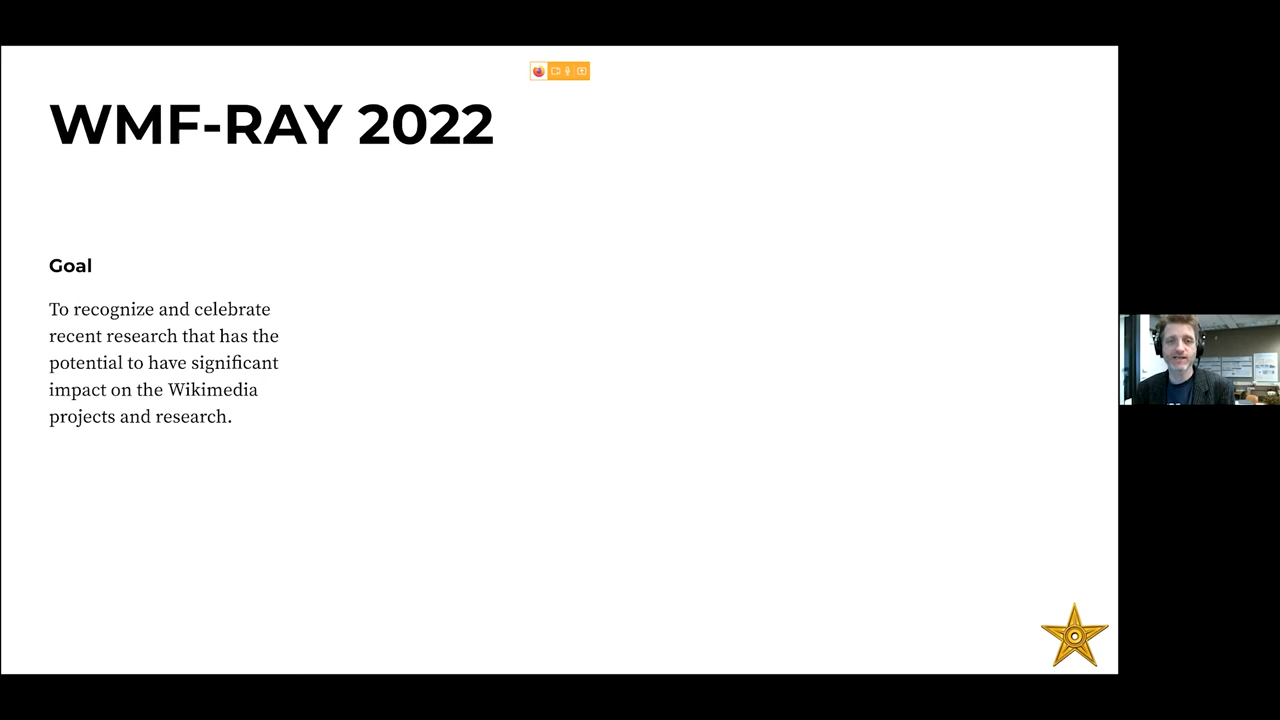 WMF-RAY 2022
Goal
To recognize and celebrate
recent research that has the
potential to have significant
impact on the Wikimedia
projects and research.